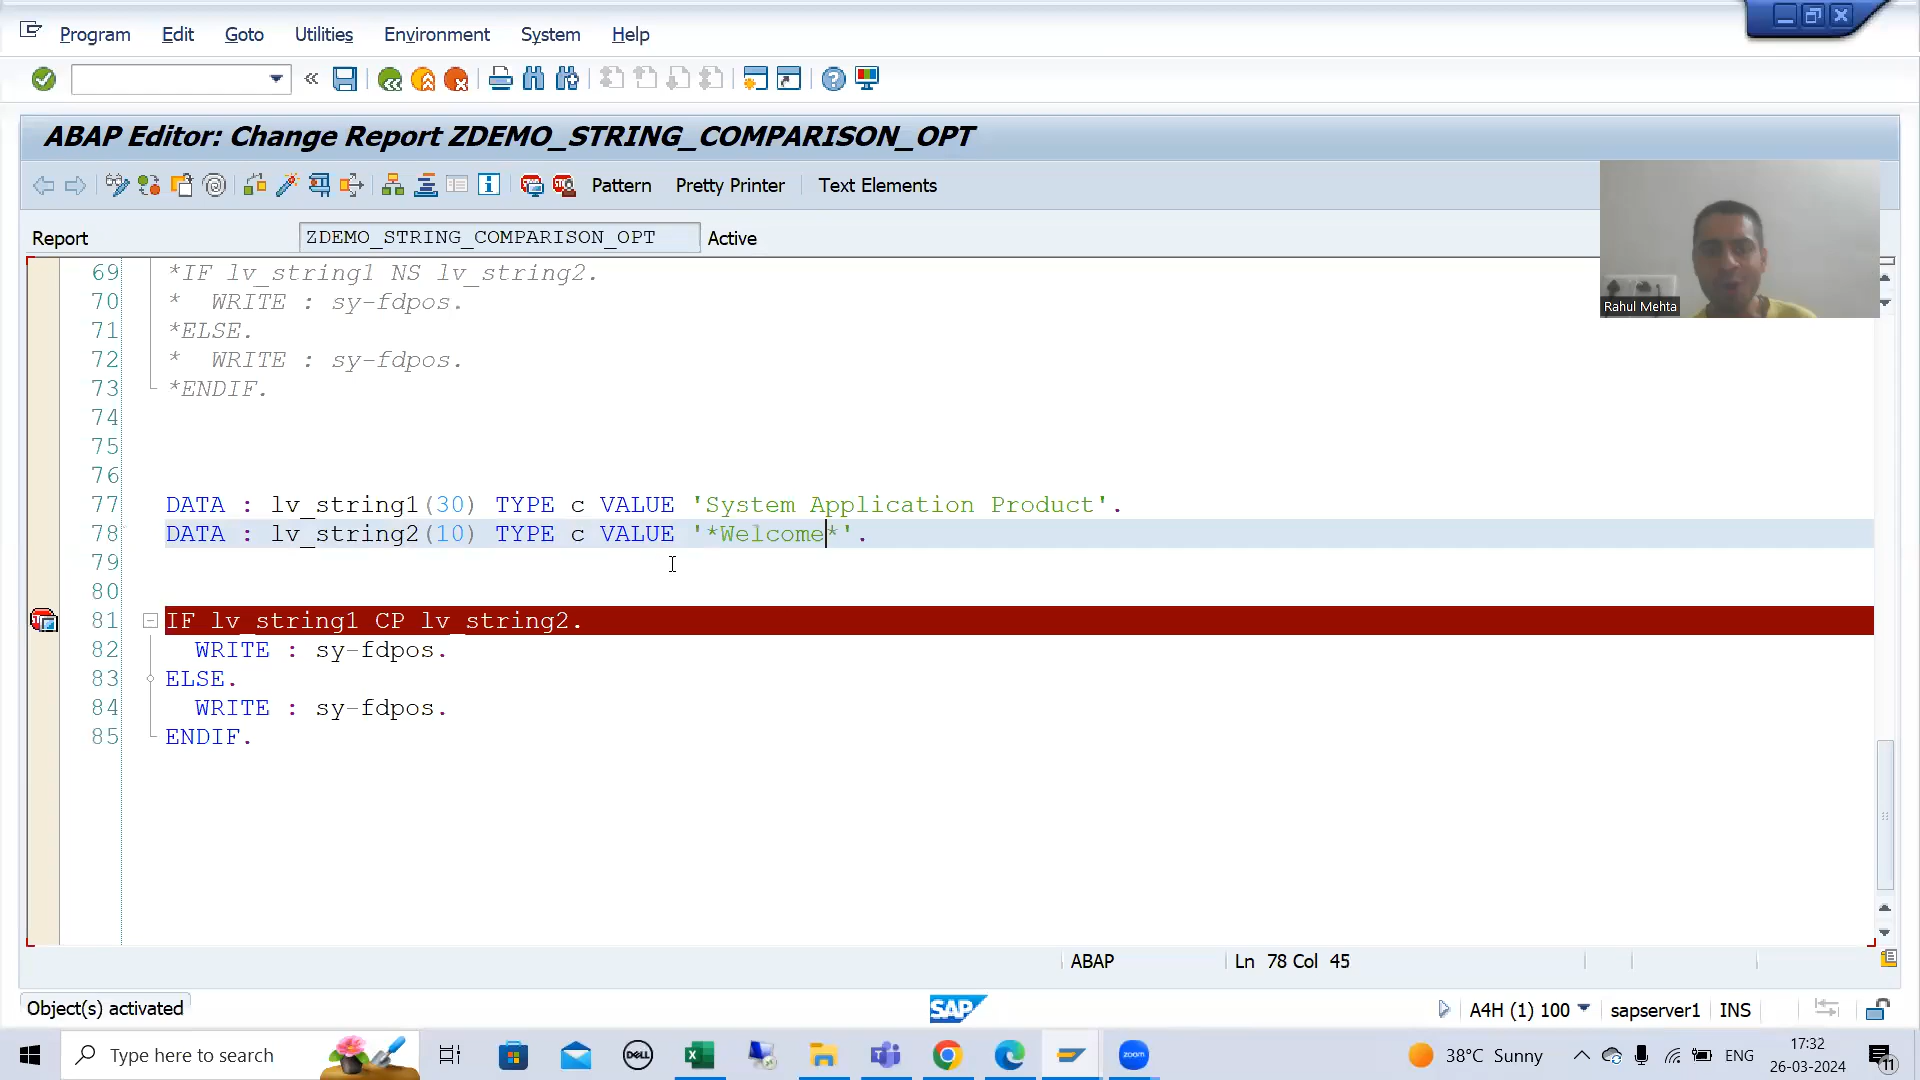 Program Edit Goto Utilities Environment System Help
ABAP Editor: Change Report ZDEMO_STRING_COMPARISON_OPT
Pattern Pretty Printer Text Elements
Report ZDEMO_STRING_COMPARISON_OPT Active
Rahul Mehta
69 *IF lv_string1 NS lv_string2.
70 *  WRITE : sy-fdpos.
71 *ELSE.
72 *  WRITE : sy-fdpos.
73 *ENDIF.
74
75
76
77 DATA : lv_string1(30) TYPE c VALUE 'System Application Product'.
78 DATA : lv_string2(10) TYPE c VALUE '*Welcome*'.
79
80
81 IF lv_string1 CP lv_string2.
82   WRITE : sy-fdpos.
83 ELSE.
84   WRITE : sy-fdpos.
85 ENDIF.
ABAP Ln 78 Col 45
Object(s) activated SAP A4H (1) 100 sapserver1 INS
Type here to search DELL zoom 38°C Sunny ENG 17:32
26-03-2024 11